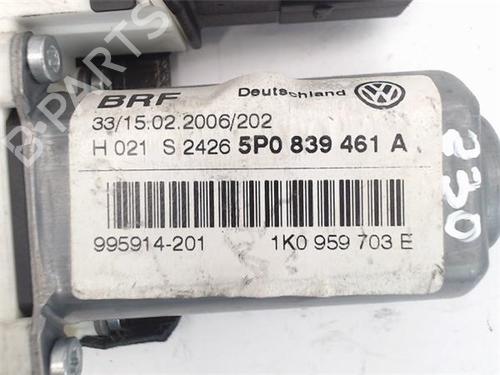 BRF Deutschland VW
33/15.02.2006/202
H 021 S 2426 5P0 839 461 A
995914-201 1K0 959 703 E
230
B-PARTS